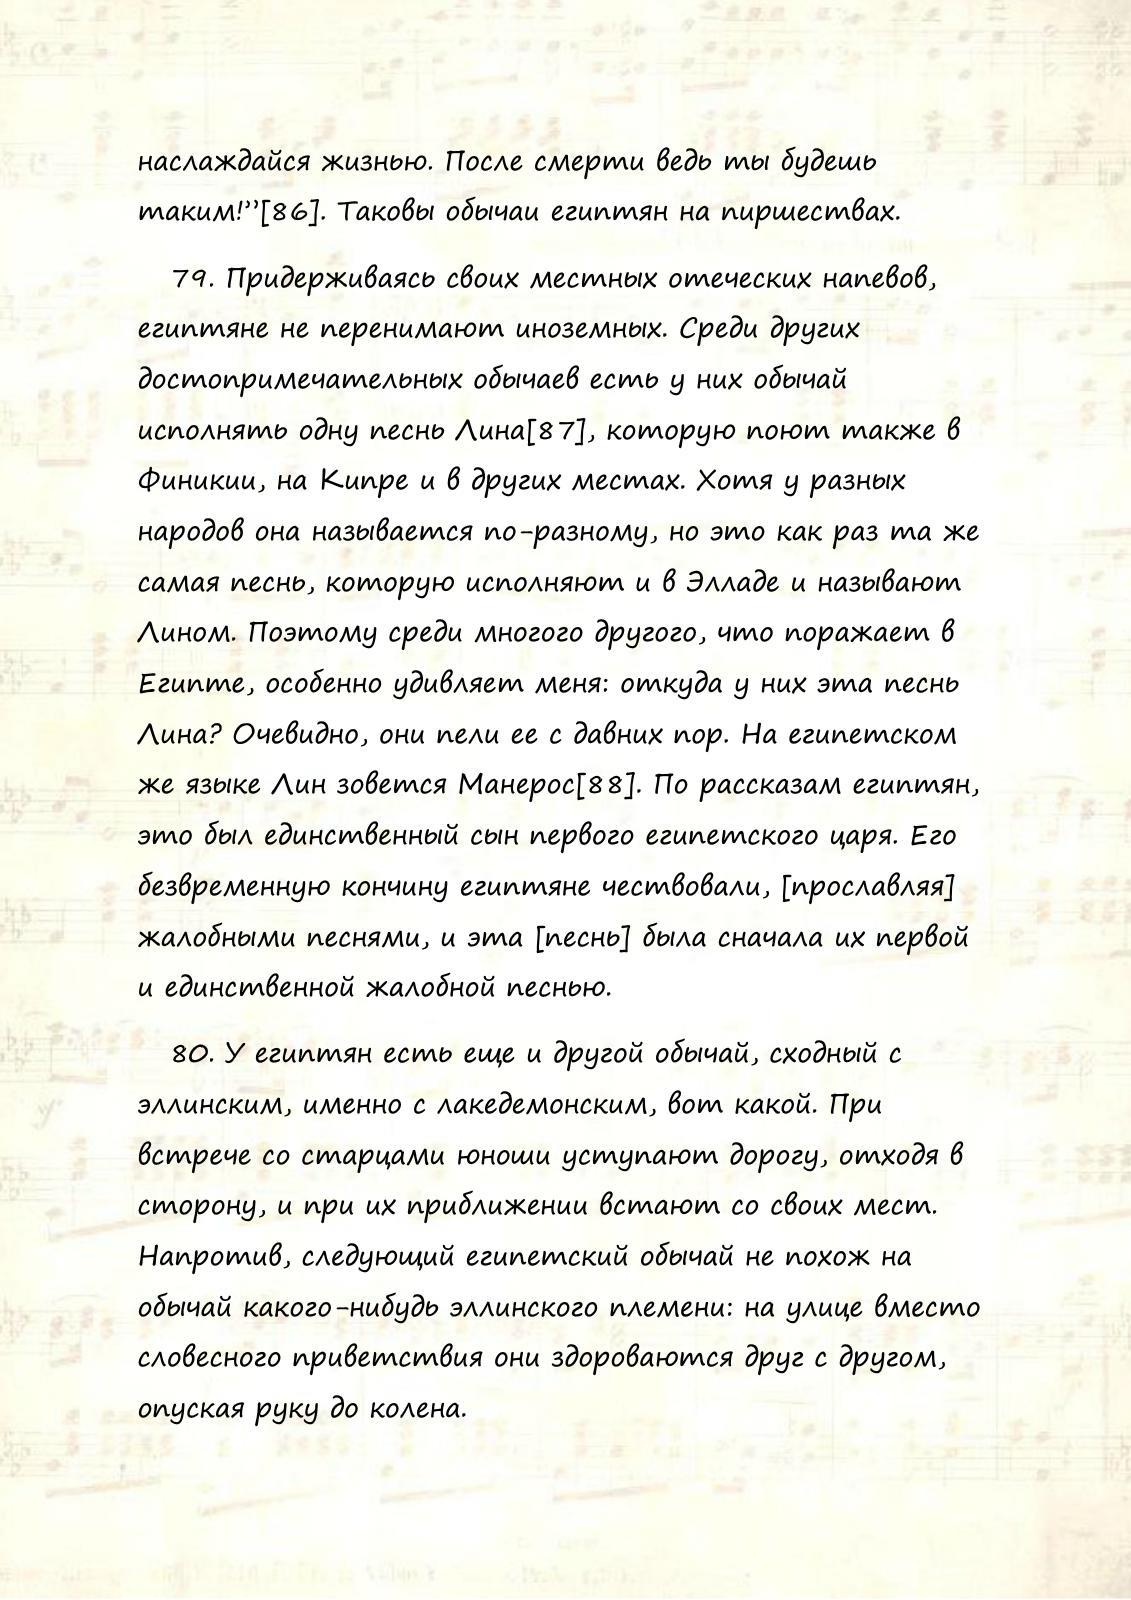 наслаждайся жизнью. После смерти ведь ты будешь
таким!”[86]. Таковы обычаи египтян на пиршествах.
79. Придерживаясь своих местных отеческих напевов,
египтяне не перенимают иноземных. Среди других
достопримечательных обычаев есть у них обычай
исполнять одну песнь Лина[87], которую поют также в
Финикии, на Кипре и в других местах. Хотя у разных
народов она называется по-разному, но это как раз та же
самая песнь, которую исполняют и в Элладе и называют
Лином. Поэтому среди многого другого, что поражает в
Египте, особенно удивляет меня: откуда у них эта песнь
Лина? Очевидно, они пели ее с давних пор. На египетском
же языке Лин зовется Манерос[88]. По рассказам египтян,
это был единственный сын первого египетского царя. Его
безвременную кончину египтяне чествовали, [прославляя]
жалобными песнями, и эта [песнь] была сначала их первой
и единственной жалобной песнью.
80. У египтян есть еще и другой обычай, сходный с
эллинским, именно с лакедемонским, вот какой. При
встрече со старцами юноши уступают дорогу, отходя в
сторону, и при их приближении встают со своих мест.
Напротив, следующий египетский обычай не похож на
обычай какого-нибудь эллинского племени: на улице вместо
словесного приветствия они здороваются друг с другом,
опуская руку до колена.